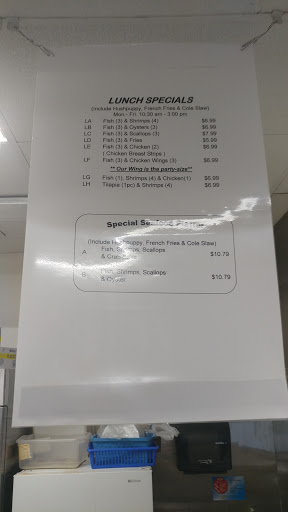 LUNCH SPECIALS
(Include Hushpuppy, French Fries & Cole Slaw)
Mon - Fri. 10:30 am - 3:00 pm
LA Fish (3) & Shrimps (4) $6.99
LB Fish (3) & Oysters (3) $6.99
LC Fish (3) & Scallops (3) $7.99
LD Fish (3) & Fries $5.99
LE Fish (3) & Chicken (2) $6.99
( Chicken Breast Strips )
LF Fish (3) & Chicken Wings (3) $6.99
** Our Wing is the party-size**
LG Fish (1), Shrimps (4) & Chicken(1) $6.99
LH Tilapia (1pc) & Shrimps (4) $6.99
Special Seafood Platter
(Include Hushpuppy, French Fries & Cole Slaw)
A Fish, Shrimps, Scallops
& $10.79
B Fish, Shrimps, Scallops
& Oyster $10.79